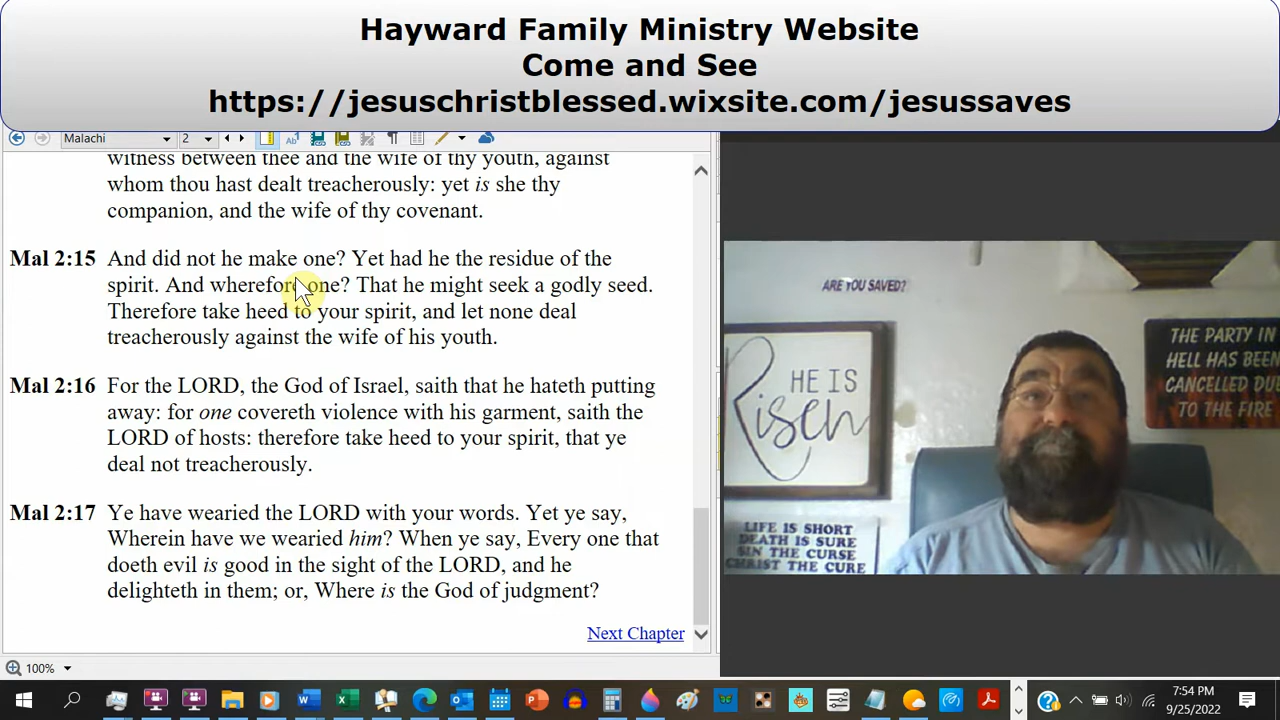 Hayward Family Ministry Website
Come and See
https://jesuschristblessed.wixsite.com/jesussaves
Malachi 2
witness between thee and the wife of thy youth, against
whom thou hast dealt treacherously: yet is she thy
companion, and the wife of thy covenant.
Mal 2:15 And did not he make one? Yet had he the residue of the
spirit. And wherefore one? That he might seek a godly seed.
Therefore take heed to your spirit, and let none deal
treacherously against the wife of his youth.
Mal 2:16 For the LORD, the God of Israel, saith that he hateth putting
away: for one covereth violence with his garment, saith the
LORD of hosts: therefore take heed to your spirit, that ye
deal not treacherously.
Mal 2:17 Ye have wearied the LORD with your words. Yet ye say,
Wherein have we wearied him? When ye say, Every one that
doeth evil is good in the sight of the LORD, and he
delighteth in them; or, Where is the God of judgment?
Next Chapter
100%
ARE YOU SAVED?
HE IS
Risen
THE PARTY IN
HELL HAS BEEN
CANCELLED DUE
TO THE FIRE
LIFE IS SHORT
DEATH IS SURE
SIN THE CURSE
CHRIST THE CURE
7:54 PM
9/25/2022